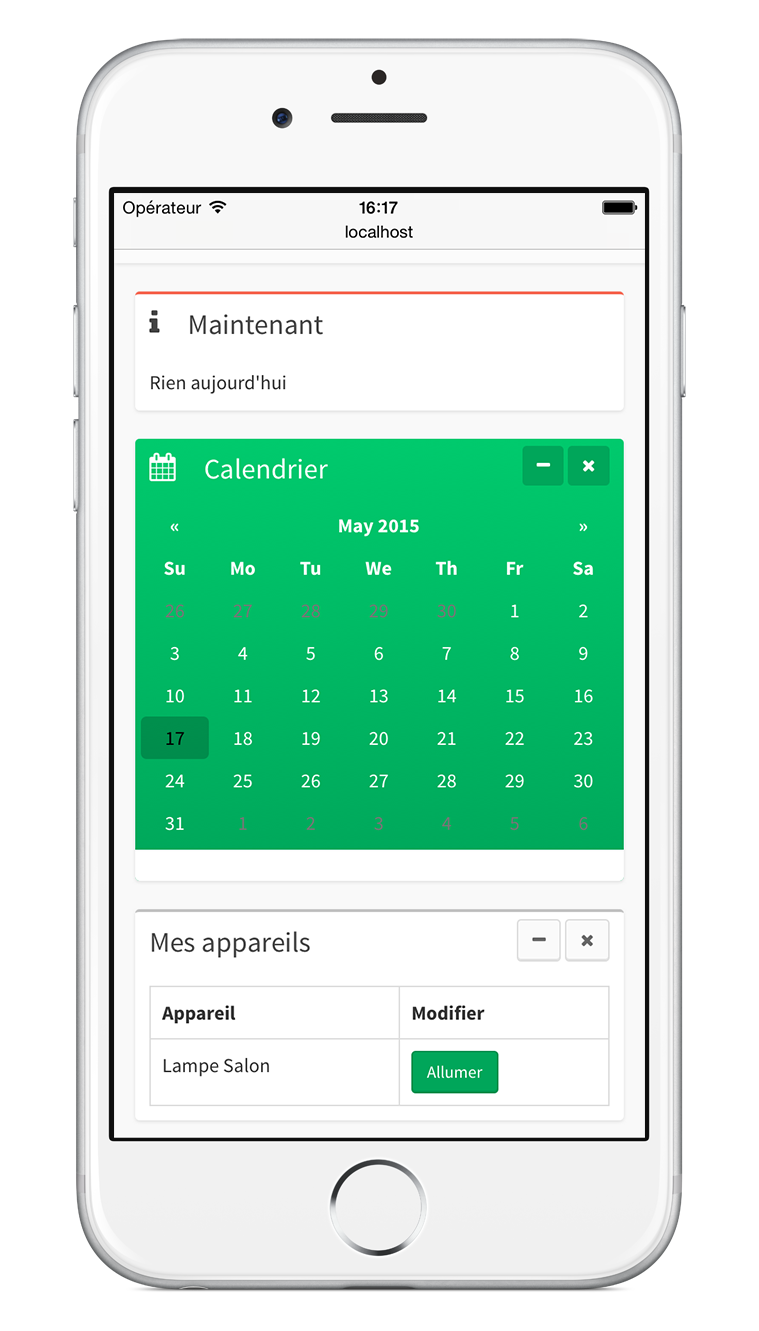 Opérateur 16:17
localhost
Maintenant
Rien aujourd'hui
Calendrier
« May 2015 »
Su Mo Tu We Th Fr Sa
26 27 28 29 30 1 2
3 4 5 6 7 8 9
10 11 12 13 14 15 16
17 18 19 20 21 22 23
24 25 26 27 28 29 30
31 1 2 3 4 5 6
Mes appareils
Appareil Modifier
Lampe Salon Allumer